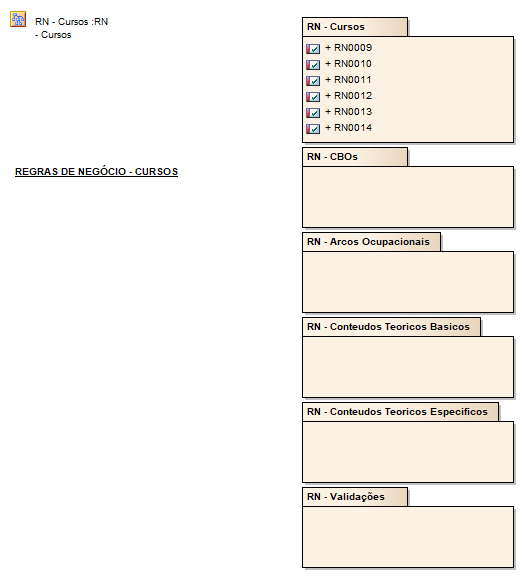 RN - Cursos :RN
- Cursos
REGRAS DE NEGÓCIO - CURSOS
RN - Cursos
+ RN0009
+ RN0010
+ RN0011
+ RN0012
+ RN0013
+ RN0014
RN - CBOs
RN - Arcos Ocupacionais
RN - Conteudos Teoricos Basicos
RN - Conteudos Teoricos Especificos
RN - Validações